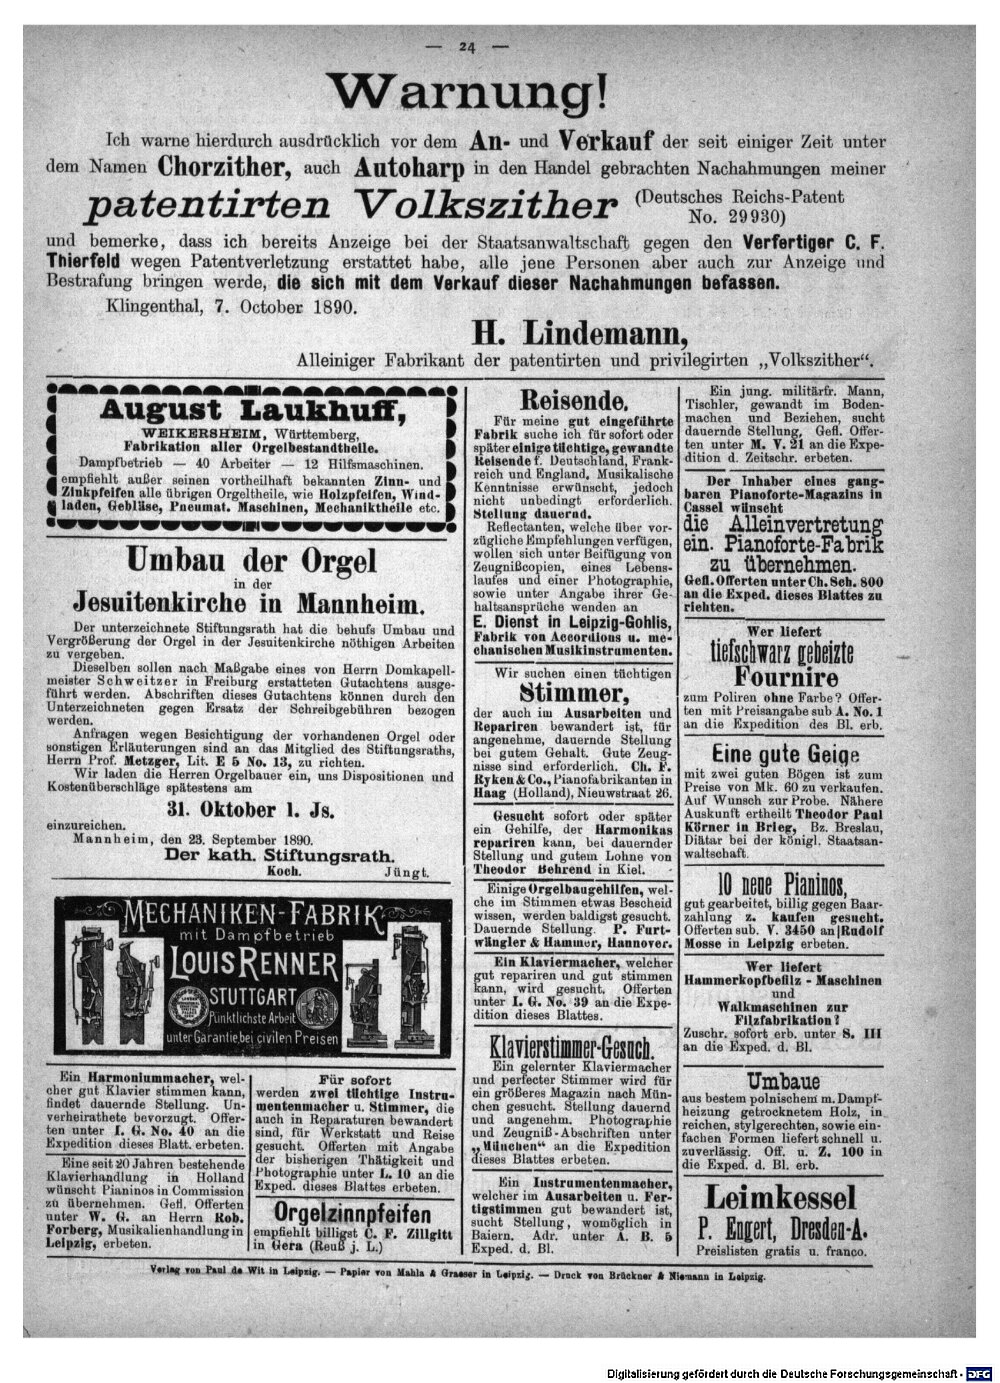 — 24 —
Warnung!
Ich warne hierdurch ausdrücklich vor dem An- und Verkauf der seit einiger Zeit unter
dem Namen Chorzither, auch Autoharp in den Handel gebrachten Nachahmungen meiner
patentirten Volkszither (Deutsches Reichs-Patent
No. 29930)
und bemerke, dass ich bereits Anzeige bei der Staatsanwaltschaft gegen den Verfertiger C. F.
Thierfeld wegen Patentverletzung erstattet habe, alle jene Personen aber auch zur Anzeige und
Bestrafung bringen werde, die sich mit dem Verkauf dieser Nachahmungen befassen.
Klingenthal, 7. October 1890.
H. Lindemann,
Alleiniger Fabrikant der patentirten und privilegirten „Volkszither“.
August Laukhuff,
WEIKERSHEIM, Württemberg,
Fabrikation aller Orgelbestandtheile.
Dampfbetrieb — 40 Arbeiter — 12 Hilfsmaschinen.
empfiehlt außer seinen vortheilhaft bekannten Zinn- und
Zinkpfeifen alle übrigen Orgeltheile, wie Holzpfeifen, Wind-
laden, Gebläse, Pneumat. Maschinen, Mechaniktheile etc.
Umbau der Orgel
in der
Jesuitenkirche in Mannheim.
Der unterzeichnete Stiftungsrath hat die behufs Umbau und
Vergrößerung der Orgel in der Jesuitenkirche nöthigen Arbeiten
zu vergeben.
Dieselben sollen nach Maßgabe eines von Herrn Domkapell-
meister Schweitzer in Freiburg erstatteten Gutachtens ausge-
führt werden. Abschriften dieses Gutachtens können durch den
Unterzeichneten gegen Ersatz der Schreibgebühren bezogen
werden.
Anfragen wegen Besichtigung der vorhandenen Orgel oder
sonstigen Erläuterungen sind an das Mitglied des Stiftungsraths,
Herrn Prof. Metzger, Lit. E 5 No. 13, zu richten.
Wir laden die Herren Orgelbauer ein, uns Dispositionen und
Kostenüberschläge spätestens am
31. Oktober l. Js.
einzureichen.
Mannheim, den 23. September 1890.
Der kath. Stiftungsrath.
Koch. Jüngt.
MECHANIKEN-FABRIK
mit Dampfbetrieb
LOUIS RENNER
STUTTGART
Pünktlichste Arbeit
unter Garantie bei civilen Preisen
Ein Harmoniummacher, wel-
cher gut Klavier stimmen kann,
findet dauernde Stellung. Un-
verheirathete bevorzugt. Offer-
ten unter I. G. No. 40 an die
Expedition dieses Blatt. erbeten.
Eine seit 20 Jahren bestehende
Klavierhandlung in Holland
wünscht Pianinos in Commission
zu übernehmen. Gefl. Offerten
unter W. G. an Herrn Rob.
Forberg, Musikalienhandlung in
Leipzig, erbeten.
Für sofort
werden zwei tüchtige Instru-
mentenmacher u. Stimmer, die
auch in Reparaturen bewandert
sind, für Werkstatt und Reise
gesucht. Offerten mit Angabe
der bisherigen Thätigkeit und
Photographie unter L. 10 an die
Exped. dieses Blattes erbeten.
Orgelzinnpfeifen
empfiehlt billigst C. F. Zillgitt
in Gera (Reuß j. L.)
Reisende.
Für meine gut eingeführte
Fabrik suche ich für sofort oder
später einige tüchtige, gewandte
Reisende f. Deutschland, Frank-
reich und England. Musikalische
Kenntnisse erwünscht, jedoch
nicht unbedingt erforderlich.
Stellung dauernd.
Reflectanten, welche über vor-
zügliche Empfehlungen verfügen,
wollen sich unter Beifügung von
Zeugnißcopien, eines Lebens-
laufes und einer Photographie,
sowie unter Angabe ihrer Ge-
haltsansprüche wenden an
E. Dienst in Leipzig-Gohlis,
Fabrik von Accordions u. me-
chanischen Musikinstrumenten.
Wir suchen einen tüchtigen
Stimmer,
der auch im Ausarbeiten und
Repariren bewandert ist, für
angenehme, dauernde Stellung
bei gutem Gehalt. Gute Zeug-
nisse sind erforderlich. Ch. F.
Ryken & Co., Pianofabrikanten in
Haag (Holland), Nieuwstraat 26.
Gesucht sofort oder später
ein Gehilfe, der Harmonikas
repariren kann, bei dauernder
Stellung und gutem Lohne von
Theodor Behrend in Kiel.
Einige Orgelbaugehilfen, wel-
che im Stimmen etwas Bescheid
wissen, werden baldigst gesucht.
Dauernde Stellung. P. Furt-
wängler & Hammer, Hannover.
Ein Klaviermacher, welcher
gut repariren und gut stimmen
kann, wird gesucht. Offerten
unter I. G. No. 39 an die Expe-
dition dieses Blattes.
Klavierstimmer-Gesuch.
Ein gelernter Klaviermacher
und perfecter Stimmer wird für
ein größeres Magazin nach Mün-
chen gesucht. Stellung dauernd
und angenehm. Photographie
und Zeugniß-Abschriften unter
„München“ an die Expedition
dieses Blattes erbeten.
Ein Instrumentenmacher,
welcher im Ausarbeiten u. Fer-
tigstimmen gut bewandert ist,
sucht Stellung, womöglich in
Baiern. Adr. unter A. B. 5
Exped. d. Bl.
Ein jung. militärfr. Mann,
Tischler, gewandt im Boden-
machen und Beziehen, sucht
dauernde Stellung, Gefl. Offer-
ten unter M. V. 21 an die Expe-
dition d. Zeitschr. erbeten.
Der Inhaber eines gang-
baren Pianoforte-Magazins in
Cassel wünscht
die Alleinvertretung
ein. Pianoforte-Fabrik
zu übernehmen.
Gefl. Offerten unter Ch. Sch. 800
an die Exped. dieses Blattes zu
richten.
Wer liefert
tiefschwarz gebeizte
Fournire
zum Poliren ohne Farbe? Offer-
ten mit Preisangabe sub A. No. 1
an die Expedition des Bl. erb.
Eine gute Geige
mit zwei guten Bögen ist zum
Preise von Mk. 60 zu verkaufen.
Auf Wunsch zur Probe. Nähere
Auskunft ertheilt Theodor Paul
Körner in Brieg, Bz. Breslau,
Diätar bei der königl. Staatsan-
waltschaft.
10 neue Pianinos,
gut gearbeitet, billig gegen Baar-
zahlung z. kaufen gesucht.
Offerten sub. V. 3450 an Rudolf
Mosse in Leipzig erbeten.
Wer liefert
Hammerkopfbefilz-Maschinen
und
Walkmaschinen zur
Filzfabrikation?
Zuschr. sofort erb. unter S. III
an die Exped. d. Bl.
Umbaue
aus bestem polnischem m. Dampf-
heizung getrocknetem Holz, in
reichen, stylgerechten, sowie ein-
fachen Formen liefert schnell u.
zuverlässig. Off. u. Z. 100 in
die Exped. d. Bl. erb.
Leimkessel
P. Engert, Dresden-A.
Preislisten gratis u. franco.
Verlag von Paul de Wit in Leipzig. — Papier von Mahla & Graeser in Leipzig. — Druck von Brückner & Niemann in Leipzig.
Digitalisierung gefördert durch die Deutsche Forschungsgemeinschaft - DFG